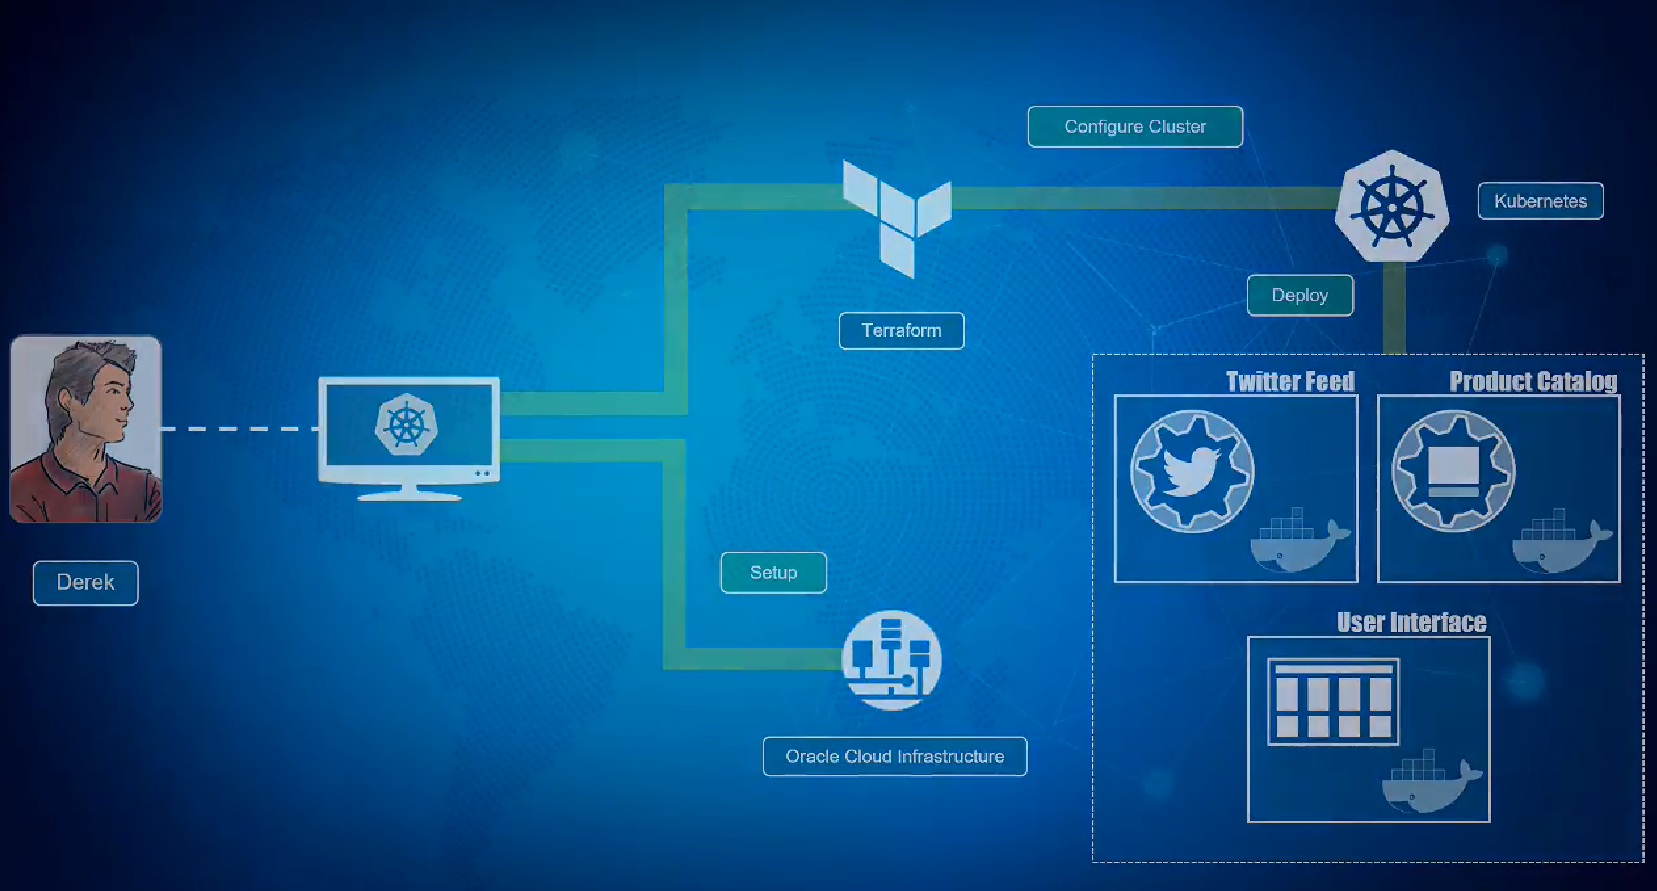 Configure Cluster
Kubernetes
Deploy
Terraform
Twitter Feed
Product Catalog
Derek
Setup
User Interface
Oracle Cloud Infrastructure